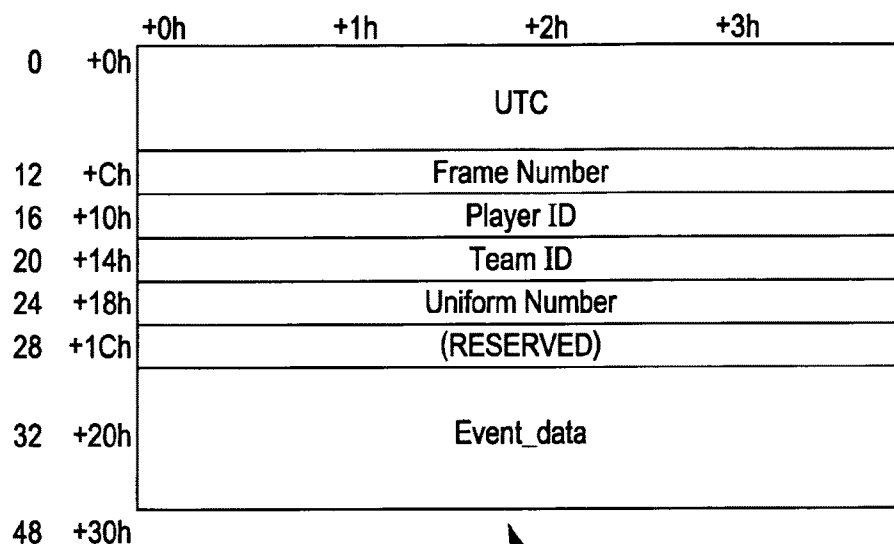 +0h +1h +2h +3h
0 +0h
UTC
12 +Ch Frame Number
16 +10h Player ID
20 +14h Team ID
24 +18h Uniform Number
28 +1Ch (RESERVED)
32 +20h Event_data
48 +30h